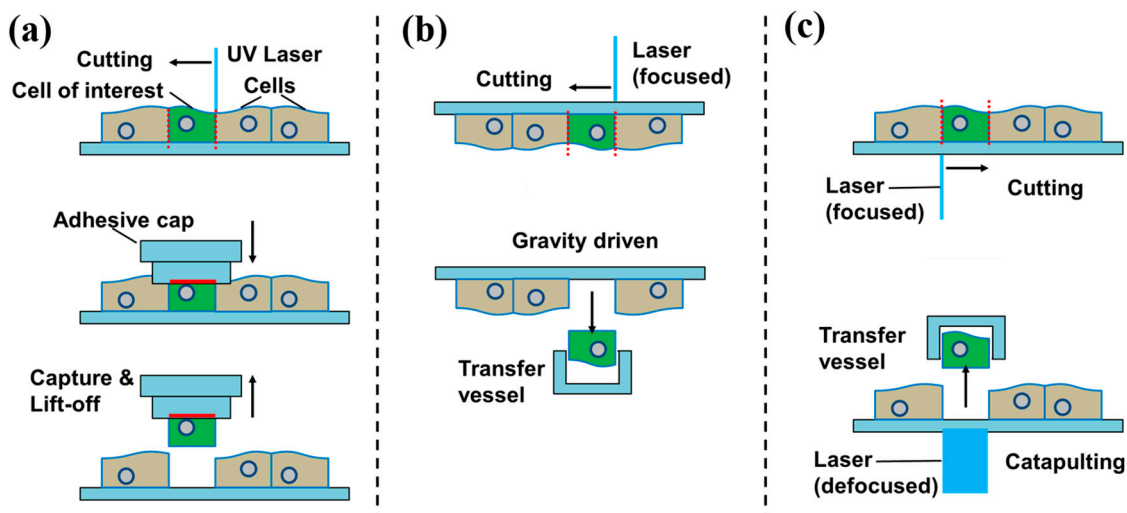 (a)
UV Laser
Cutting
Cell of interest
Cells
Adhesive cap
Capture &
Lift-off
(b)
Laser
(focused)
Cutting
Gravity driven
Transfer
vessel
(c)
Laser
(focused)
Cutting
Transfer
vessel
Laser
(defocused)
Catapulting